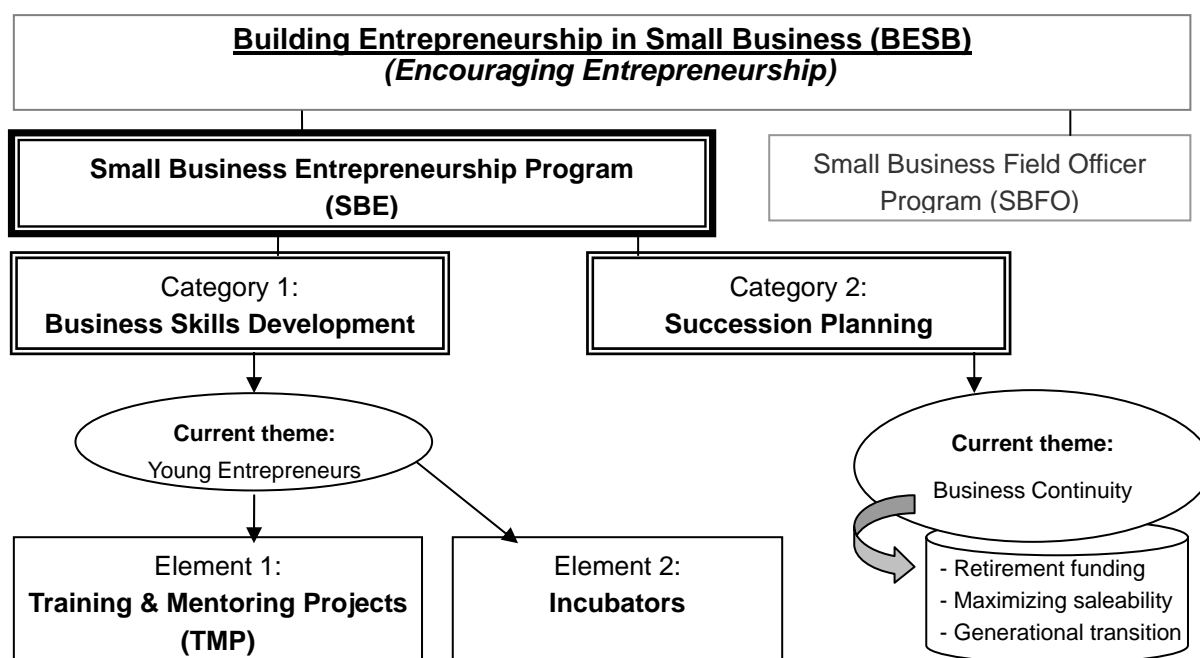 Building Entrepreneurship in Small Business (BESB)
(Encouraging Entrepreneurship)
Small Business Entrepreneurship Program
(SBE)
Small Business Field Officer
Program (SBFO)
Category 1:
Business Skills Development
Category 2:
Succession Planning
Current theme:
Young Entrepreneurs
Current theme:
Business Continuity
- Retirement funding
- Maximizing saleability
- Generational transition
Element 1:
Training & Mentoring Projects
(TMP)
Element 2:
Incubators